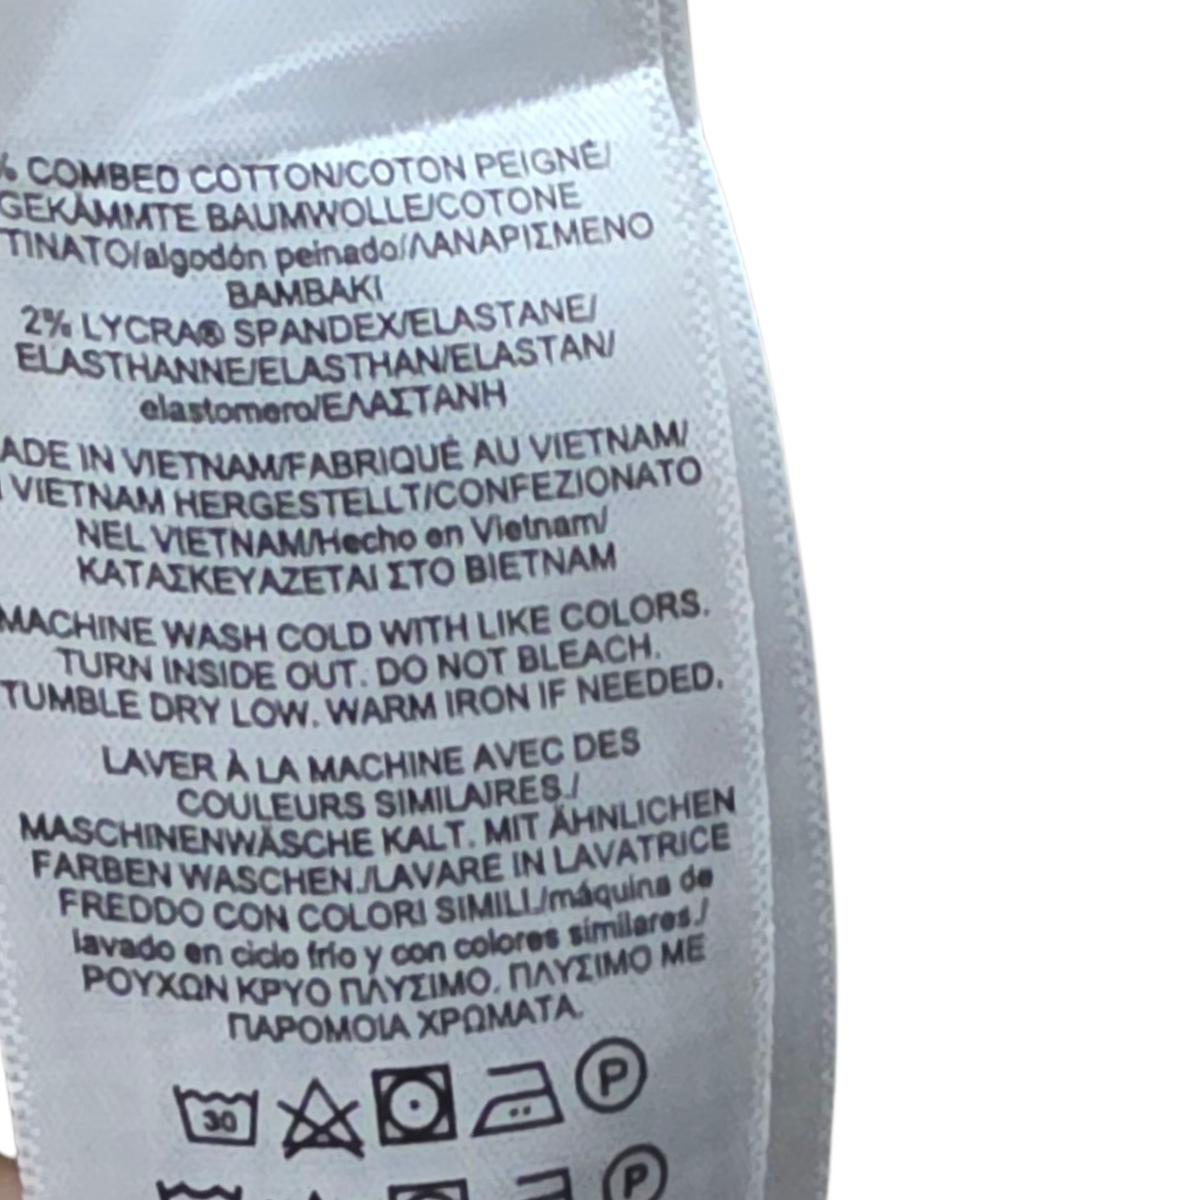 % COMBED COTTON/COTON PEIGNÉ/
GEKÄMMTE BAUMWOLLE/COTONE
TTINATO/algodón peinado/ΛΑΝΑΡΙΣΜΕΝΟ
ΒΑΜΒΑΚΙ
2% LYCRA® SPANDEX/ELASTANE/
ELASTHANNE/ELASTHAN/ELASTAN/
elastomero/ΕΛΑΣΤΑΝΗ
ADE IN VIETNAM/FABRIQUÉ AU VIETNAM/
VIETNAM HERGESTELLT/CONFEZIONATO
NEL VIETNAM/Hecho en Vietnam/
ΚΑΤΑΣΚΕΥΑΖΕΤΑΙ ΣΤΟ ΒΙΕΤΝΑΜ
MACHINE WASH COLD WITH LIKE COLORS.
TURN INSIDE OUT. DO NOT BLEACH.
TUMBLE DRY LOW. WARM IRON IF NEEDED.
LAVER À LA MACHINE AVEC DES
COULEURS SIMILAIRES./
MASCHINENWÄSCHE KALT. MIT ÄHNLICHEN
FARBEN WASCHEN./LAVARE IN LAVATRICE
FREDDO CON COLORI SIMILI./máquina de
lavado en ciclo frío y con colores similares./
ΡΟΥΧΩΝ ΚΡΥΟ ΠΛΥΣΙΜΟ. ΠΛΥΣΙΜΟ ΜΕ
ΠΑΡΟΜΟΙΑ ΧΡΩΜΑΤΑ.
30 P
P